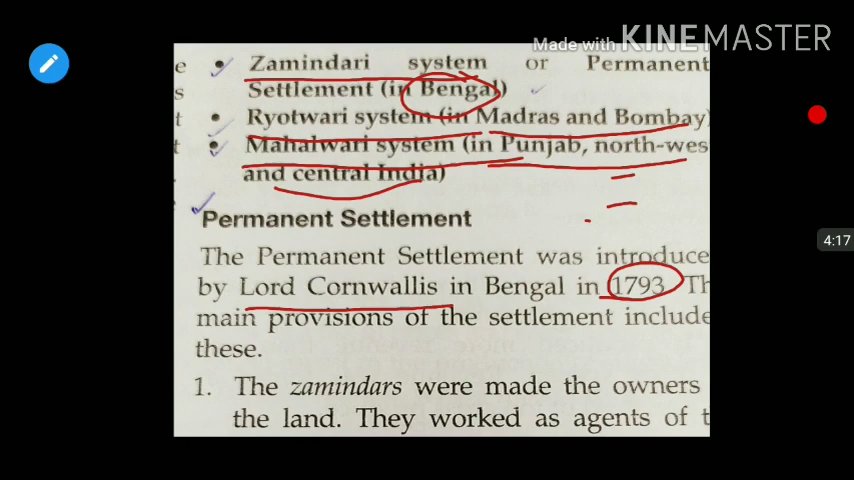 Made with KINEMASTER
e • Zamindari system or Permanent
s Settlement (in Bengal)
t • Ryotwari system (in Madras and Bombay)
t • Mahalwari system (in Punjab, north-wes
and central India)
Permanent Settlement
The Permanent Settlement was introduce
by Lord Cornwallis in Bengal in 1793. Th
main provisions of the settlement include
these.
1. The zamindars were made the owners
the land. They worked as agents of t
4:17